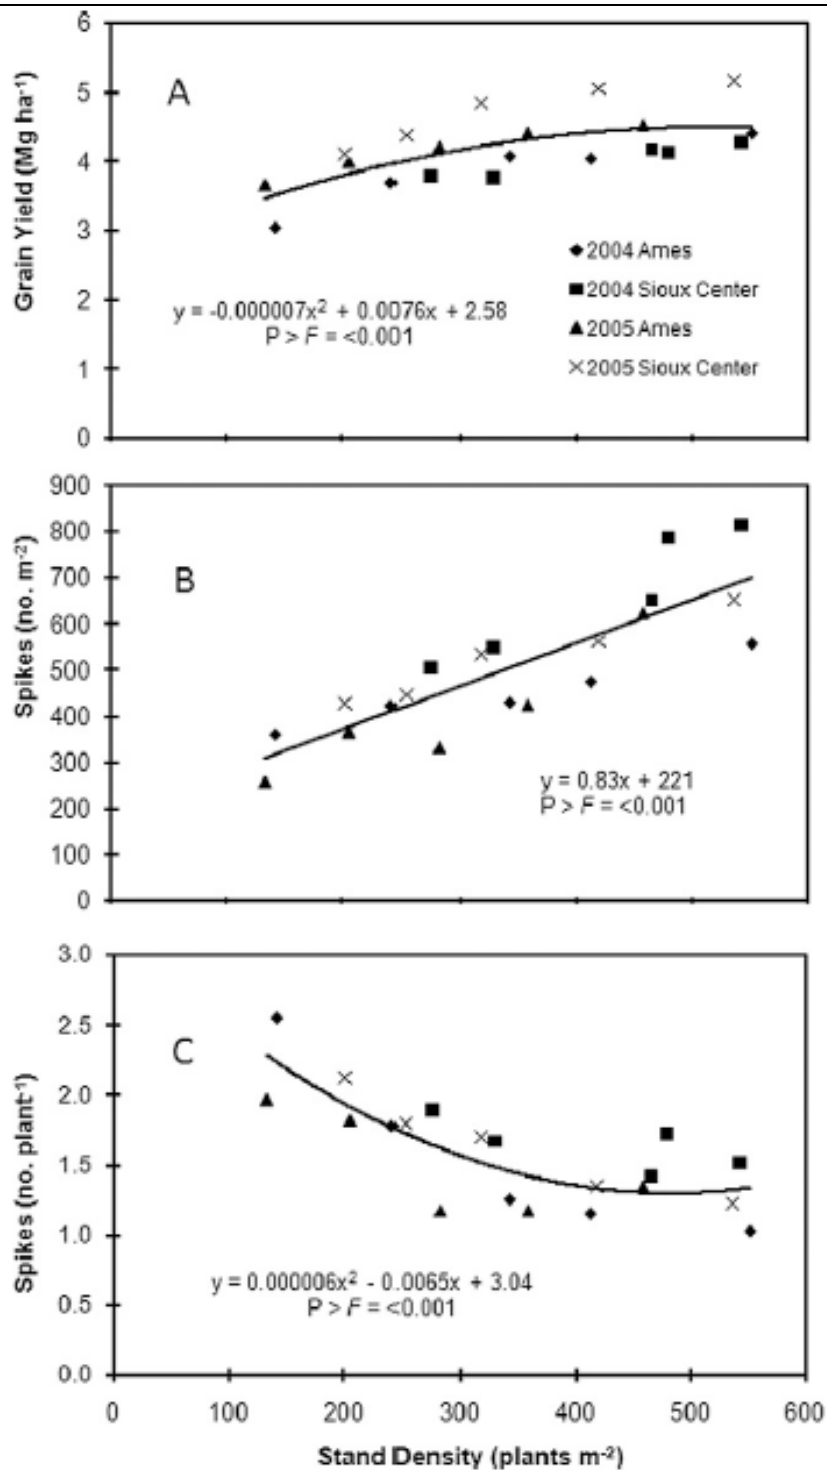 6
5
4
3
2
1
0
Grain Yield (Mg ha⁻¹)
A
◆ 2004 Ames
■ 2004 Sioux Center
▲ 2005 Ames
× 2005 Sioux Center
y = -0.000007x² + 0.0076x + 2.58
P > F = <0.001
900
800
700
600
500
400
300
200
100
0
Spikes (no. m⁻²)
B
y = 0.83x + 221
P > F = <0.001
3.0
2.5
2.0
1.5
1.0
0.5
0.0
Spikes (no. plant⁻¹)
C
y = 0.000006x² - 0.0065x + 3.04
P > F = <0.001
0 100 200 300 400 500 600
Stand Density (plants m⁻²)